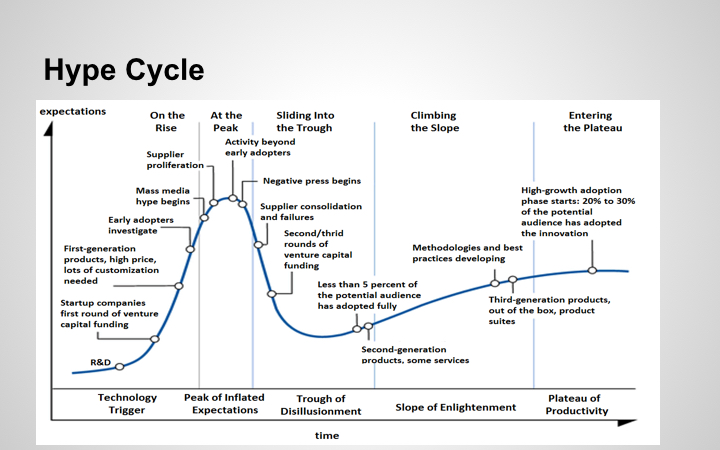 Hype Cycle
expectations
On the
Rise
At the
Peak
Sliding Into
the Trough
Climbing
the Slope
Entering
the Plateau
Activity beyond
early adopters
Supplier
proliferation
Negative press begins
Mass media
hype begins
High-growth adoption
phase starts: 20% to 30%
of the potential
audience has adopted
the innovation
Supplier consolidation
and failures
Early adopters
investigate
Second/thrid
rounds of
venture capital
funding
First-generation
products, high price,
lots of customization
needed
Methodologies and best
practices developing
Less than 5 percent of
the potential audience
has adopted fully
Startup companies
first round of venture
capital funding
Third-generation products,
out of the box, product
suites
Second-generation
products, some services
R&D
Technology
Trigger
Peak of Inflated
Expectations
Trough of
Disillusionment
Slope of Enlightenment
Plateau of
Productivity
time